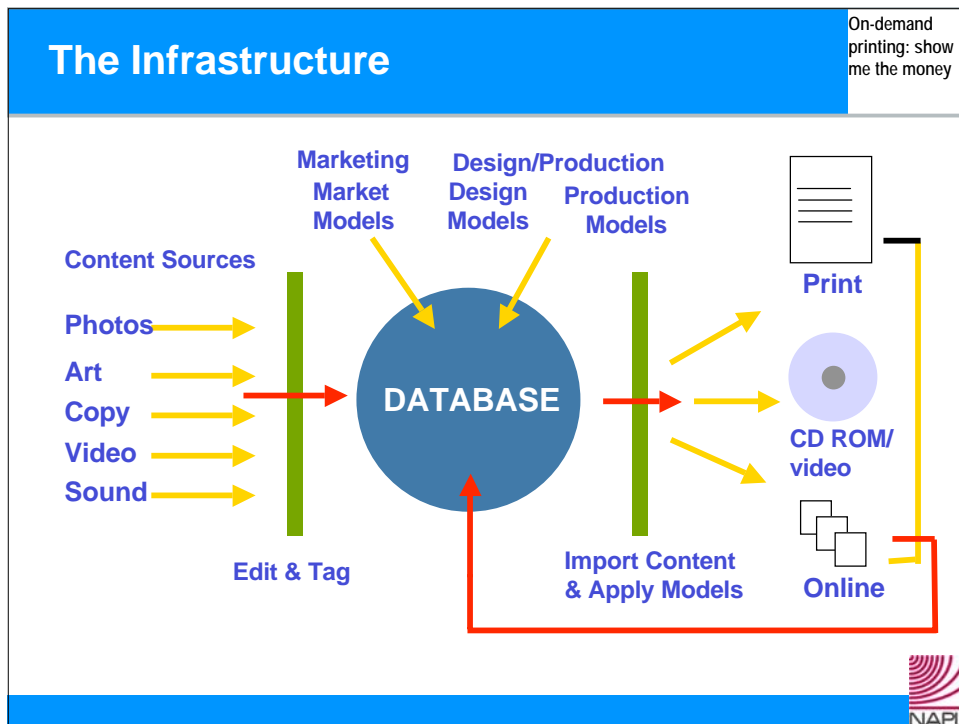 The Infrastructure
On-demand
printing: show
me the money
Marketing
Market
Models
Design/Production
Design
Models
Production
Models
Content Sources
Photos
Art
Copy
Video
Sound
Edit & Tag
DATABASE
Import Content
& Apply Models
Print
CD ROM/
video
Online
NAPL